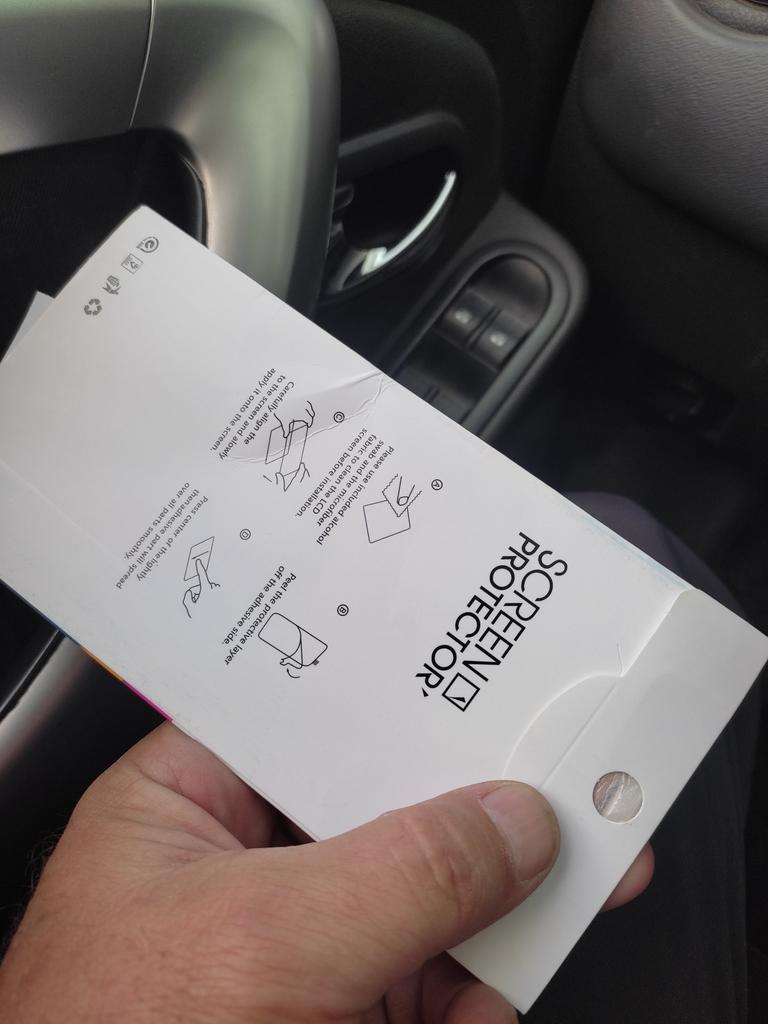 SCREEN
PROTECTOR'
A
Please use included alcohol
swab and the microfiber
fabric to clean the LCD
screen before installation.
B
Peel the protective layer
off the adhesive side.
C
Carefully align the
to the screen and alowly
apply it onto the screen.
D
Press center of the lightly
then adhesive part will spread
over all parts smoothly.